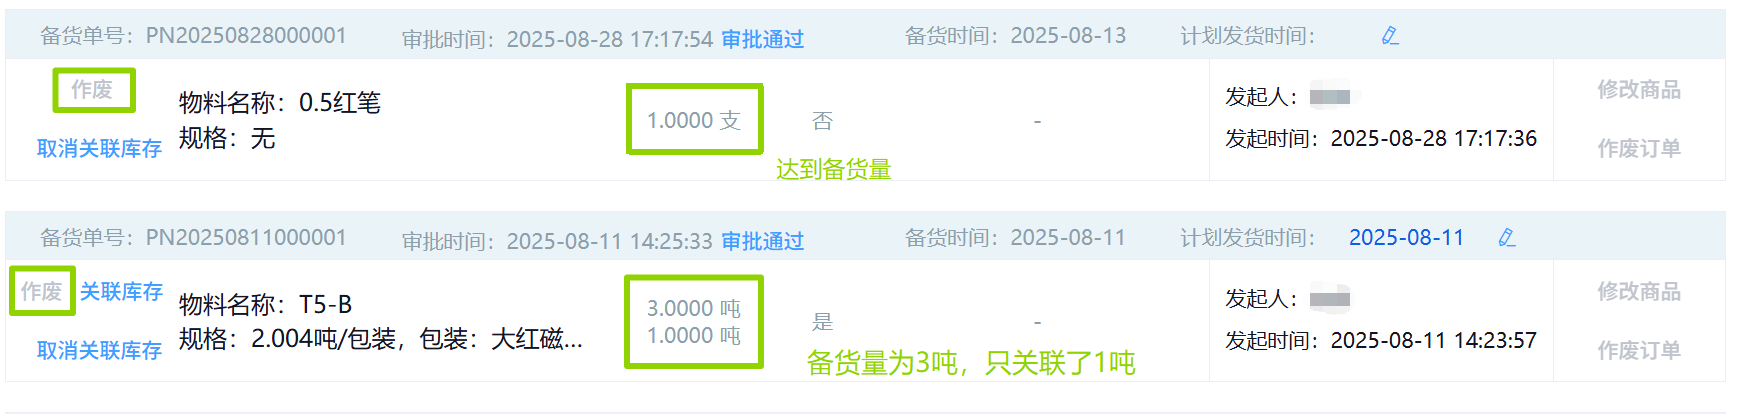 备货单号：PN20250828000001 审批时间：2025-08-28 17:17:54 审批通过 备货时间：2025-08-13 计划发货时间：
作废
取消关联库存
物料名称：0.5红笔
规格：无
1.0000 支
否
-
达到备货量
发起人：
发起时间：2025-08-28 17:17:36
修改商品
作废订单
备货单号：PN20250811000001 审批时间：2025-08-11 14:25:33 审批通过 备货时间：2025-08-11 计划发货时间： 2025-08-11
作废 关联库存
取消关联库存
物料名称：T5-B
规格：2.004吨/包装，包装：大红磁...
3.0000 吨
1.0000 吨
是
-
备货量为3吨，只关联了1吨
发起人：
发起时间：2025-08-11 14:23:57
修改商品
作废订单